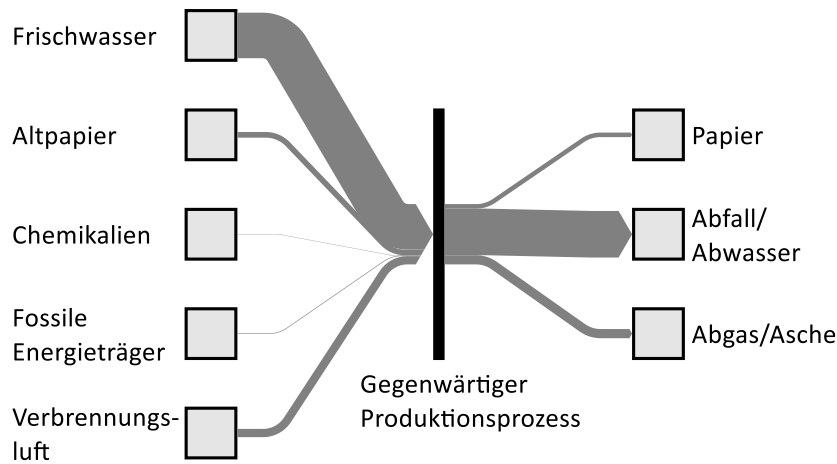 Frischwasser
Altpapier
Chemikalien
Fossile
Energieträger
Verbrennungs-
luft
Gegenwärtiger
Produktionsprozess
Papier
Abfall/
Abwasser
Abgas/Asche